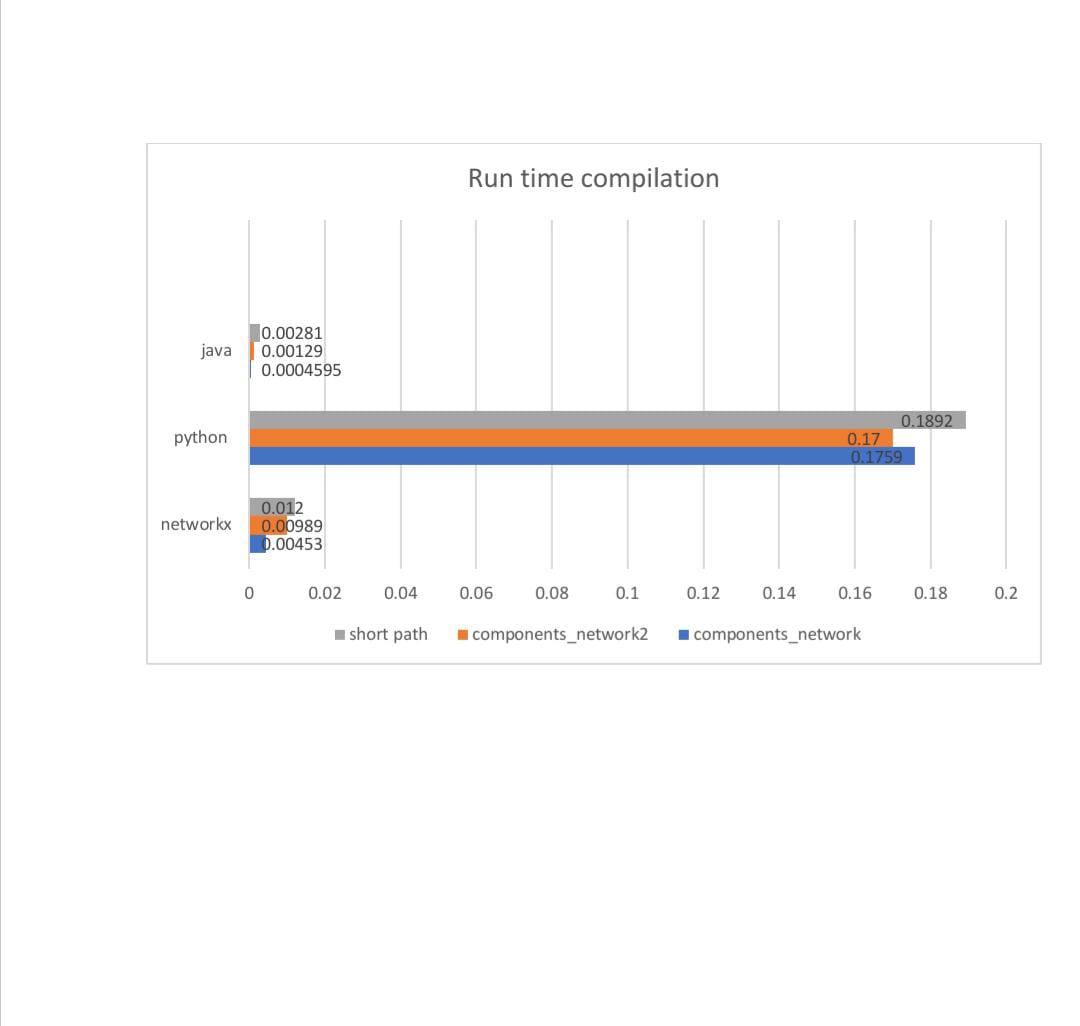 Run time compilation
0.00281
java
0.00129
0.0004595
0.1892
python
0.17
0.1759
0.012
networkx
0.00989
0.00453
0 0.02 0.04 0.06 0.08 0.1 0.12 0.14 0.16 0.18 0.2
short path components_network2 components_network